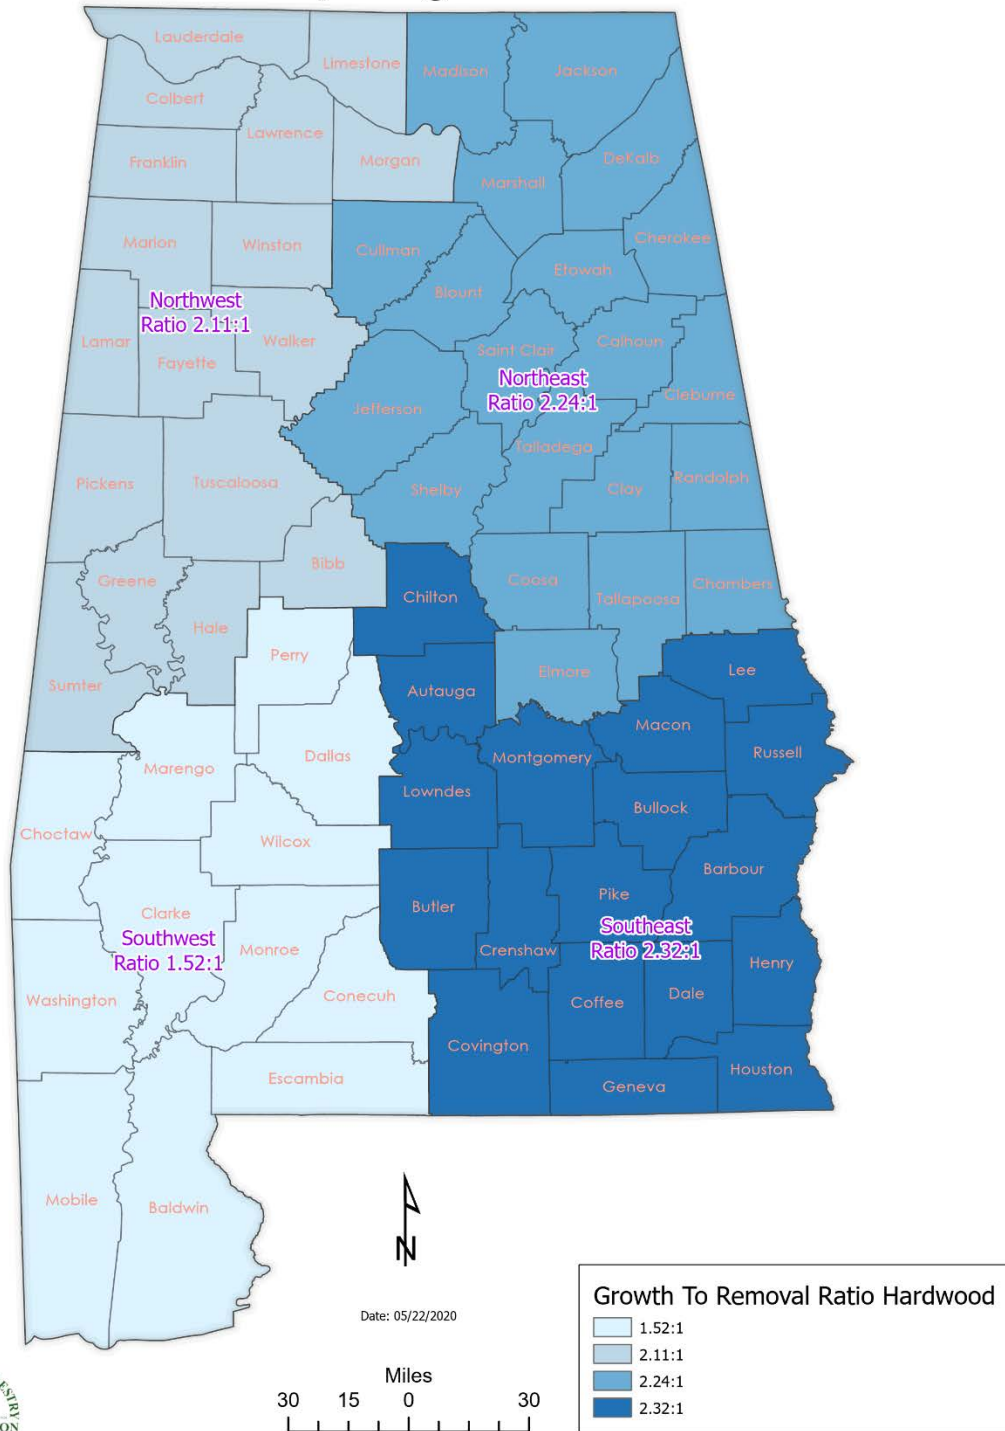 Lauderdale
Limestone
Madison
Jackson
Colbert
Lawrence
Franklin
Morgan
DeKalb
Marshall
Marion
Winston
Cullman
Cherokee
Etowah
Blount
Northwest
Ratio 2.11:1
Lamar
Fayette
Walker
Saint Clair
Calhoun
Northeast
Ratio 2.24:1
Cleburne
Jefferson
Talladega
Pickens
Tuscaloosa
Shelby
Clay
Randolph
Bibb
Greene
Chilton
Coosa
Tallapoosa
Chambers
Hale
Perry
Sumter
Autauga
Elmore
Lee
Macon
Russell
Marengo
Dallas
Montgomery
Lowndes
Bullock
Choctaw
Wilcox
Barbour
Clarke
Butler
Pike
Southwest
Ratio 1.52:1
Monroe
Crenshaw
Southeast
Ratio 2.32:1
Henry
Washington
Conecuh
Coffee
Dale
Covington
Escambia
Geneva
Houston
Mobile
Baldwin
N
Date: 05/22/2020
Growth To Removal Ratio Hardwood
1.52:1
2.11:1
2.24:1
2.32:1
Miles
30 15 0 30